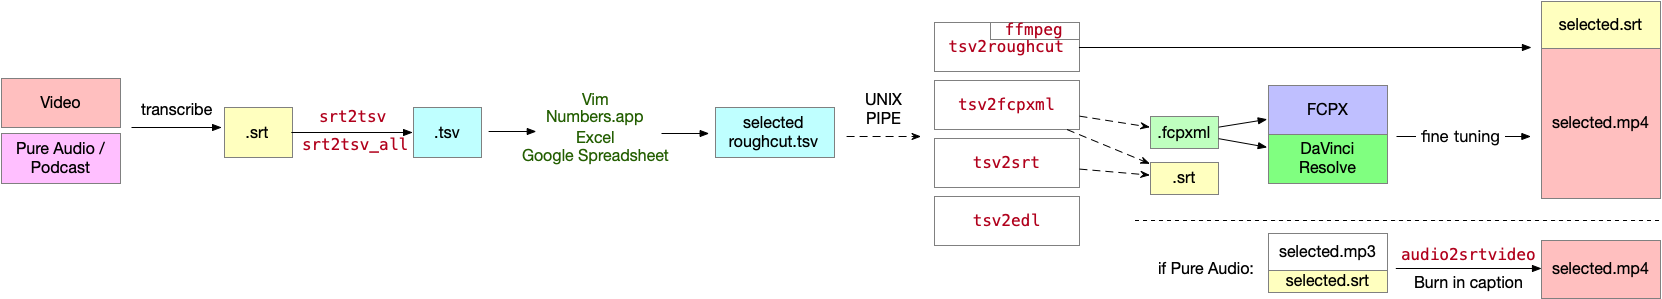 Video
Pure Audio /
Podcast
transcribe
.srt
srt2tsv
srt2tsv_all
.tsv
Vim
Numbers.app
Excel
Google Spreadsheet
selected
roughcut.tsv
UNIX
PIPE
ffmpeg
tsv2roughcut
tsv2fcpxml
tsv2srt
tsv2edl
.fcpxml
.srt
FCPX
DaVinci
Resolve
fine tuning
selected.srt
selected.mp4
if Pure Audio:
selected.mp3
selected.srt
audio2srtvideo
Burn in caption
selected.mp4